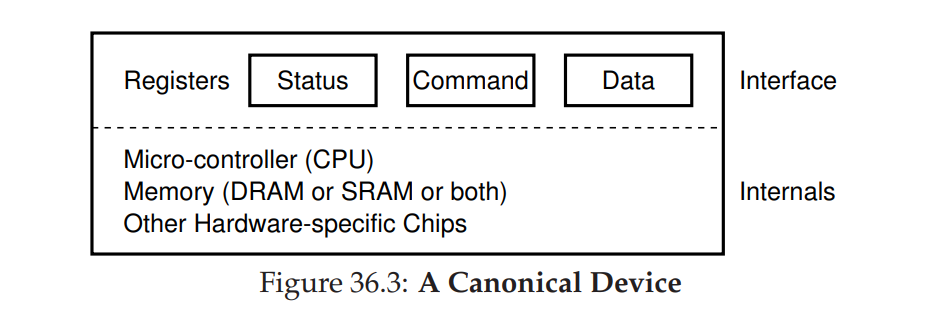 Registers Status Command Data Interface
Micro-controller (CPU)
Memory (DRAM or SRAM or both) Internals
Other Hardware-specific Chips
Figure 36.3: A Canonical Device